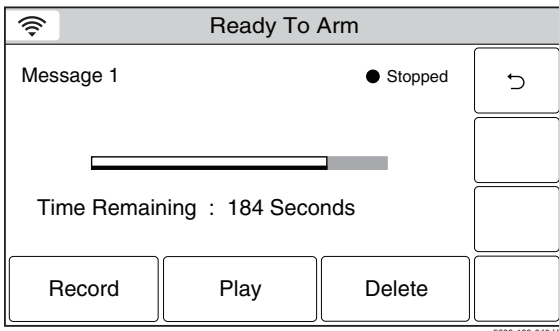 Ready To Arm
Message 1
Stopped
Time Remaining : 184 Seconds
Record
Play
Delete